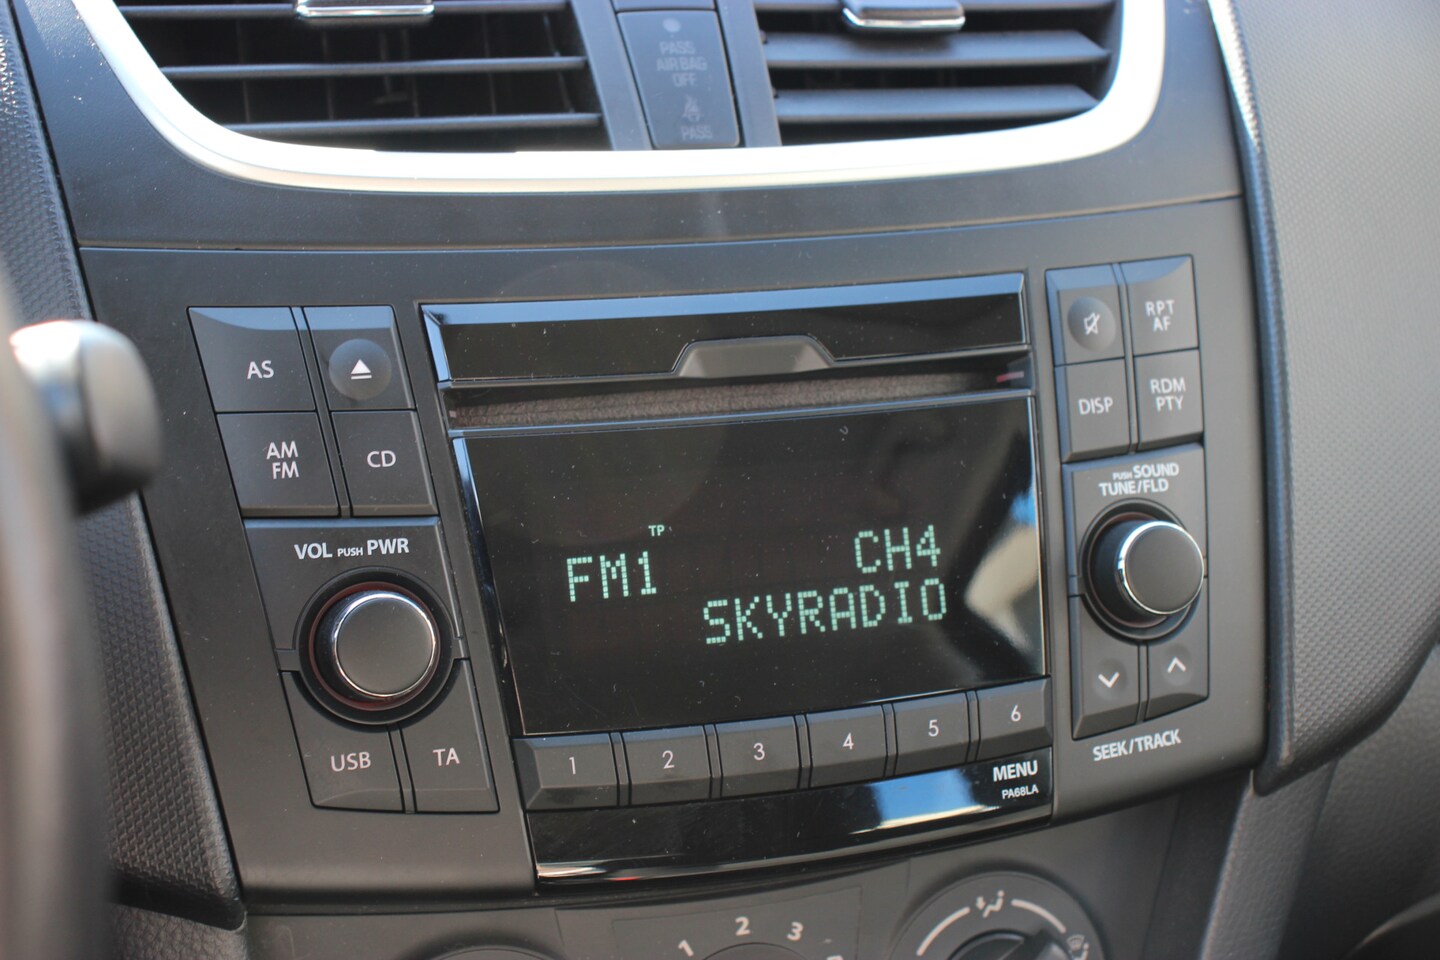 PASS
AIR BAG
OFF
PASS
AS
AM
FM
CD
VOL PUSH PWR
USB
TA
TP
FM1
CH4
SKYRADIO
1
2
3
4
5
6
MENU
PA68LA
RPT
AF
DISP
RDM
PTY
PUSH SOUND
TUNE/FLD
SEEK/TRACK
1
2
3